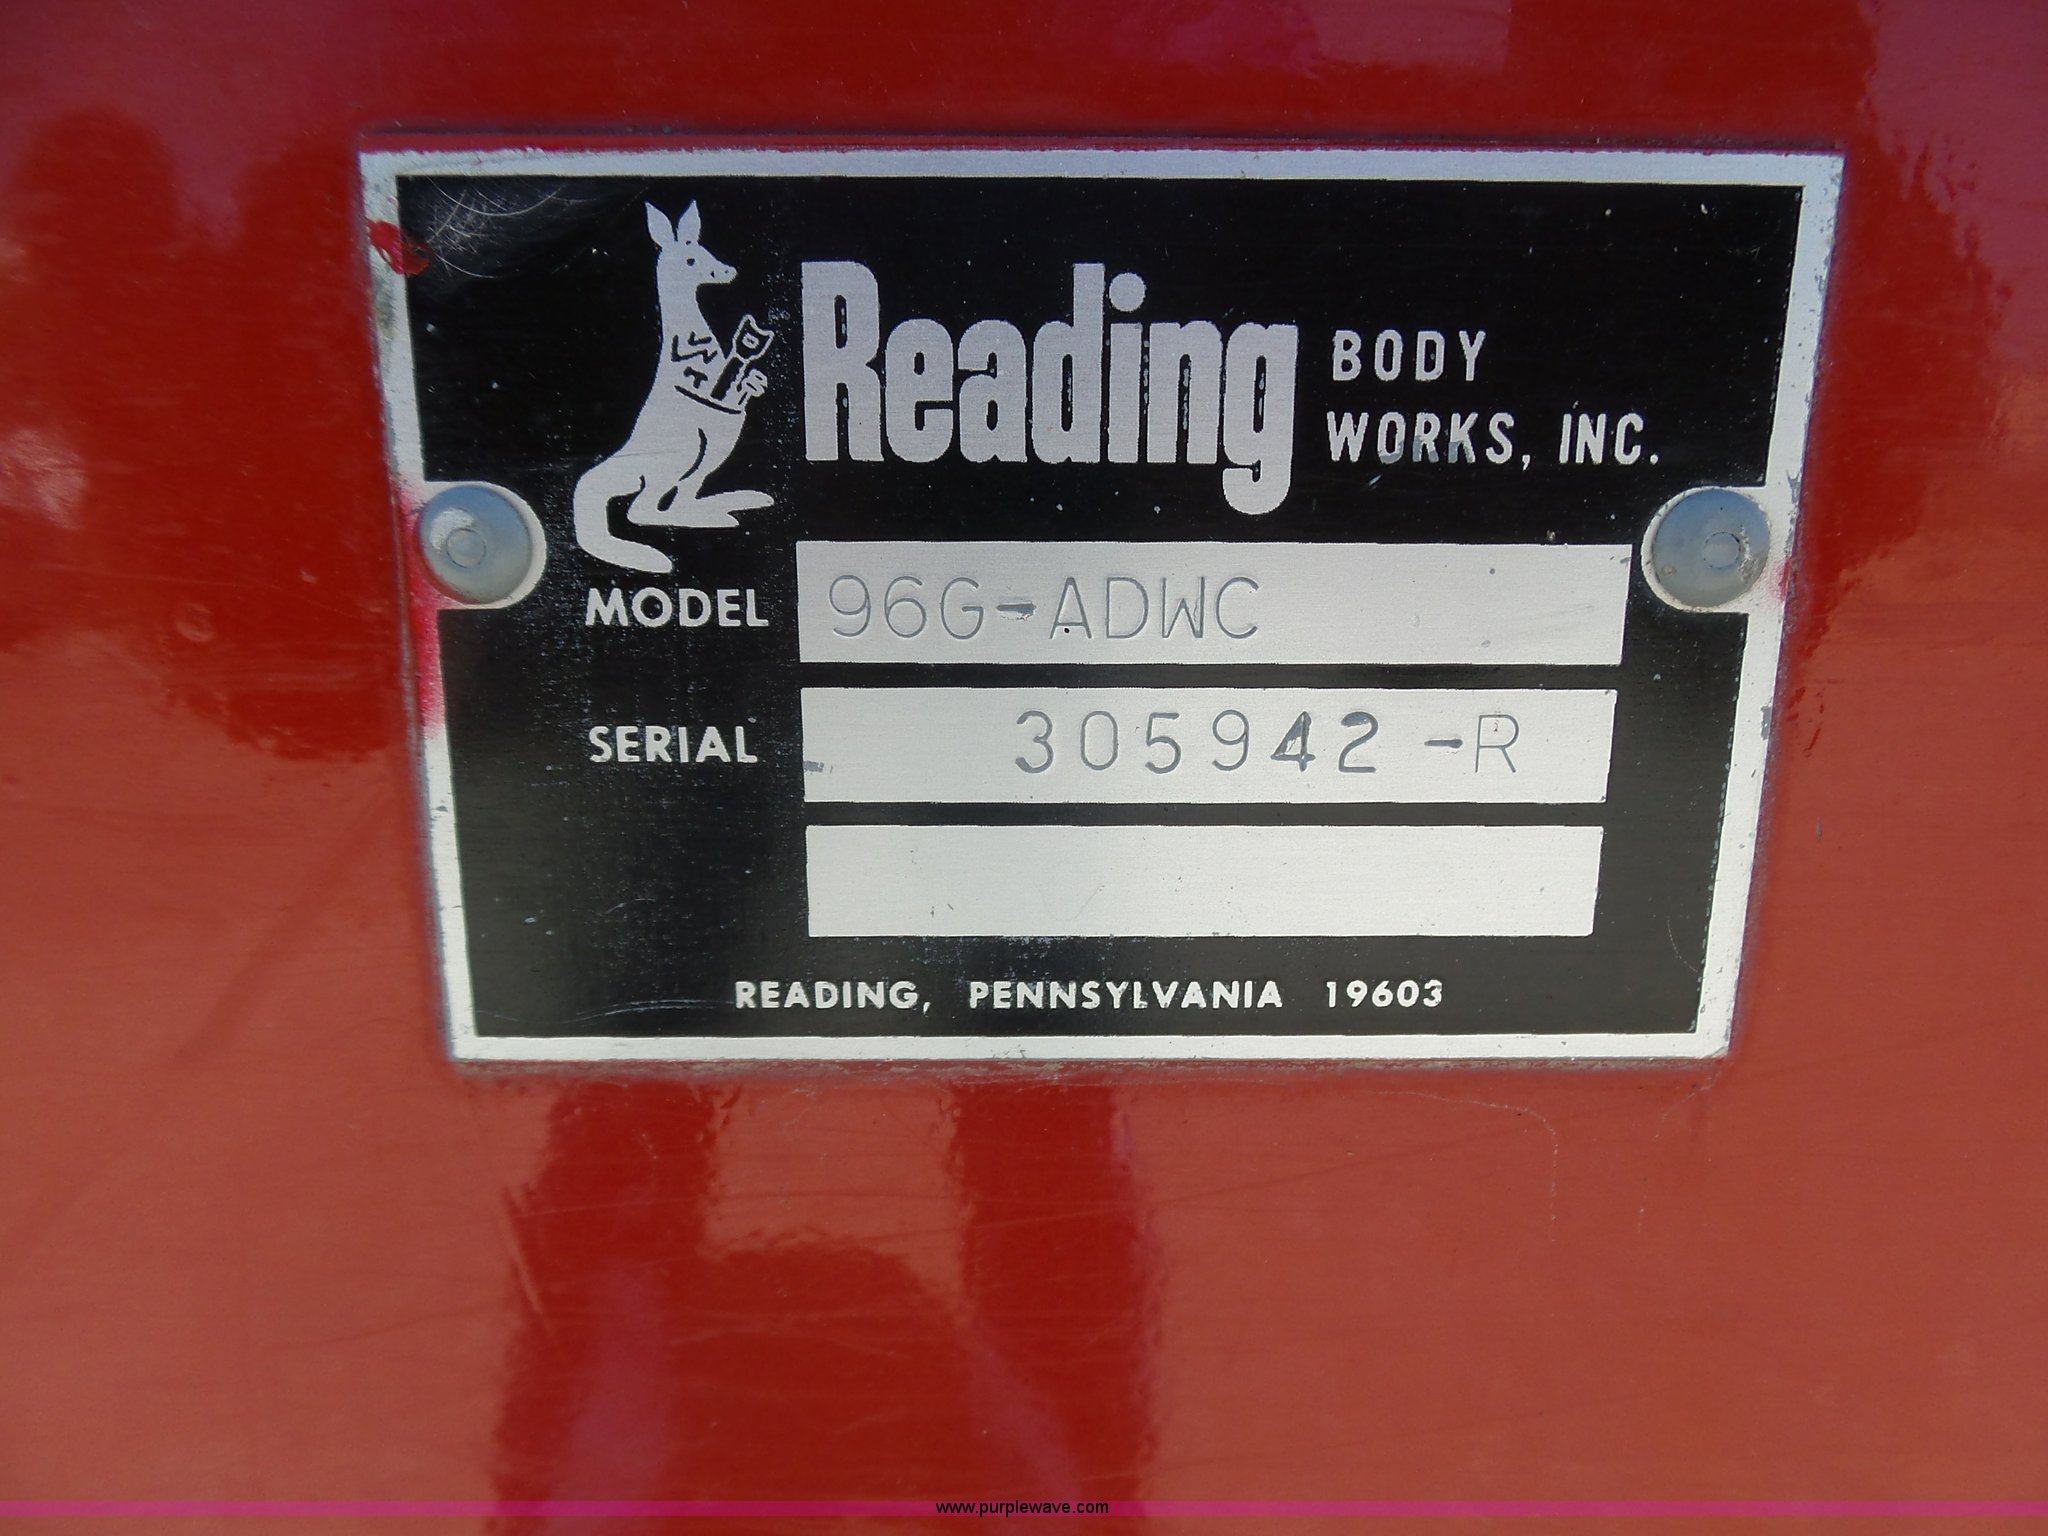 Reading BODY
WORKS, INC.
MODEL 96G-ADWC
SERIAL 305942-R
READING, PENNSYLVANIA 19603
www.purplewave.com